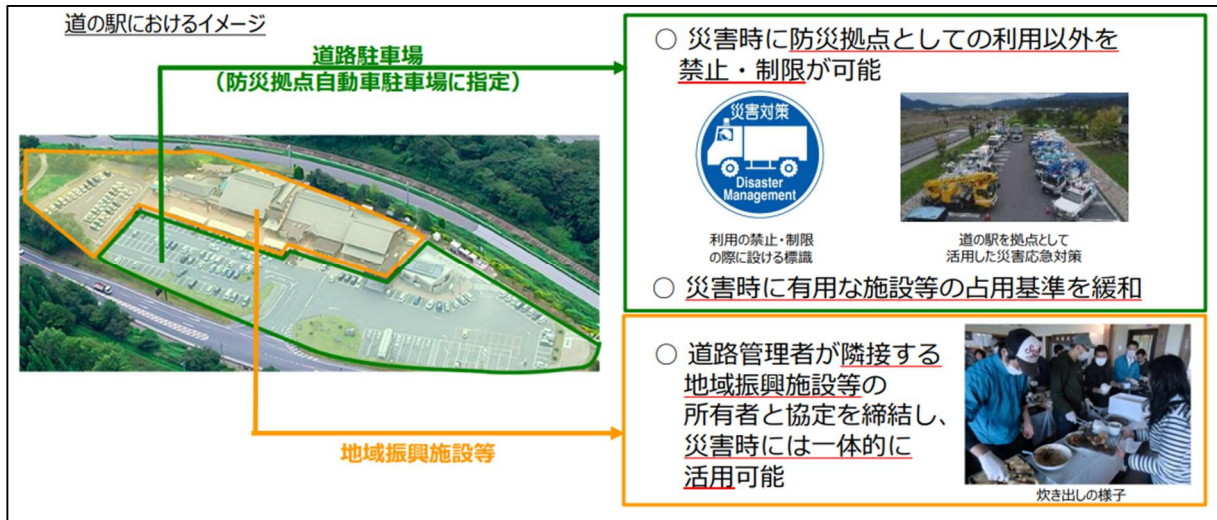 道の駅におけるイメージ
道路駐車場
（防災拠点自動車駐車場に指定）
○ 災害時に防災拠点としての利用以外を
禁止・制限が可能
災害対策
Disaster
Management
利用の禁止・制限
の際に設ける標識
道の駅を拠点として
活用した災害応急対策
○ 災害時に有用な施設等の占用基準を緩和
○ 道路管理者が隣接する
地域振興施設等の
所有者と協定を締結し、
災害時には一体的に
活用可能
炊き出しの様子
地域振興施設等